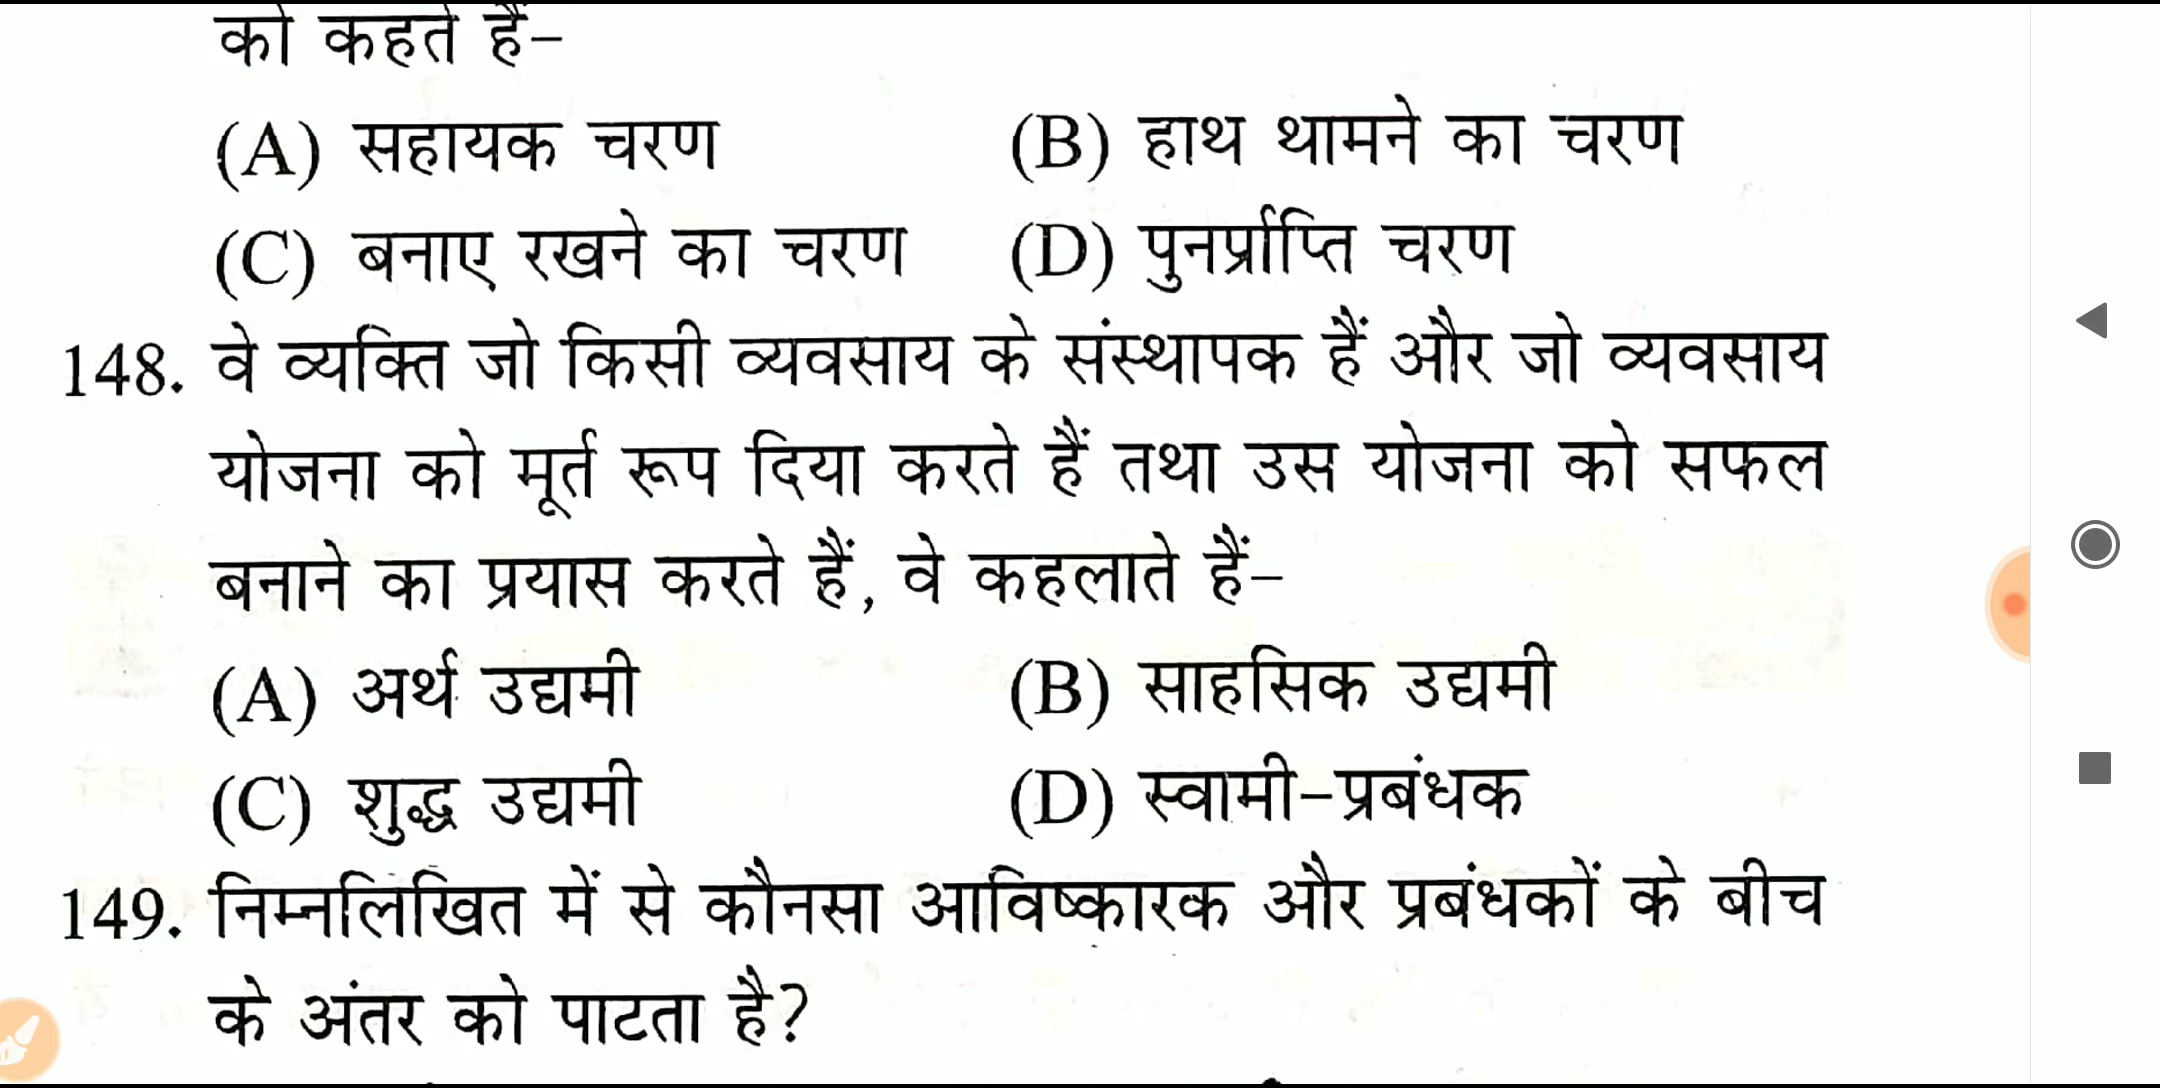 को कहते हैं-
(A) सहायक चरण (B) हाथ थामने का चरण
(C) बनाए रखने का चरण (D) पुनर्प्राप्ति चरण
148. वे व्यक्ति जो किसी व्यवसाय के संस्थापक हैं और जो व्यवसाय
योजना को मूर्त रूप दिया करते हैं तथा उस योजना को सफल
बनाने का प्रयास करते हैं, वे कहलाते हैं-
(A) अर्थ उद्यमी (B) साहसिक उद्यमी
(C) शुद्ध उद्यमी (D) स्वामी-प्रबंधक
149. निम्नलिखित में से कौनसा आविष्कारक और प्रबंधकों के बीच
के अंतर को पाटता है?